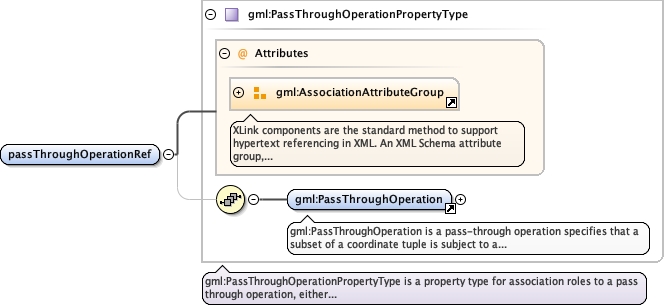 gml:PassThroughOperationPropertyType
@ Attributes
gml:AssociationAttributeGroup
XLink components are the standard method to support
hypertext referencing in XML. An XML Schema attribute
group,...
passThroughOperationRef
gml:PassThroughOperation
gml:PassThroughOperation is a pass-through operation specifies that a
subset of a coordinate tuple is subject to a...
gml:PassThroughOperationPropertyType is a property type for association roles to a pass
through operation, either...